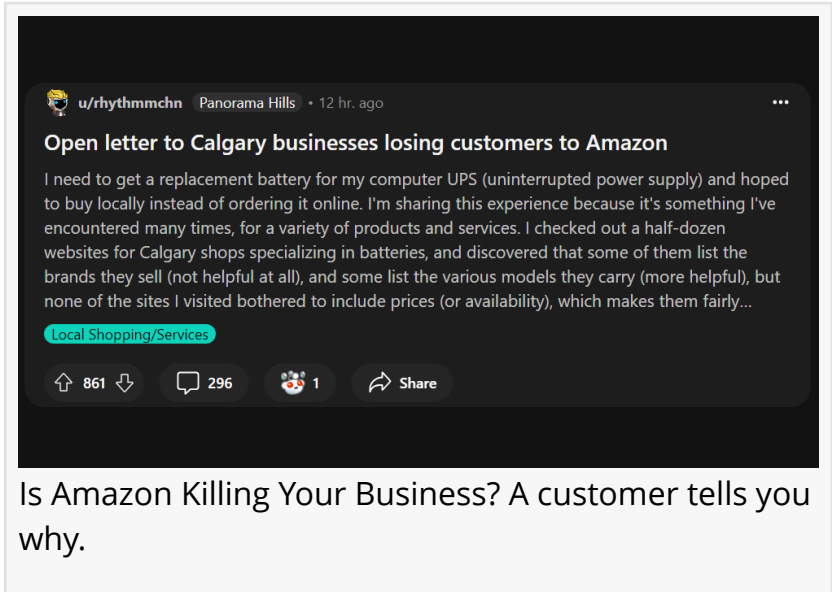 u/rhythmmchn Panorama Hills • 12 hr. ago
Open letter to Calgary businesses losing customers to Amazon
I need to get a replacement battery for my computer UPS (uninterrupted power supply) and hoped
to buy locally instead of ordering it online. I'm sharing this experience because it's something I've
encountered many times, for a variety of products and services. I checked out a half-dozen
websites for Calgary shops specializing in batteries, and discovered that some of them list the
brands they sell (not helpful at all), and some list the various models they carry (more helpful), but
none of the sites I visited bothered to include prices (or availability), which makes them fairly...
Local Shopping/Services
861 296 1 Share
Is Amazon Killing Your Business? A customer tells you
why.